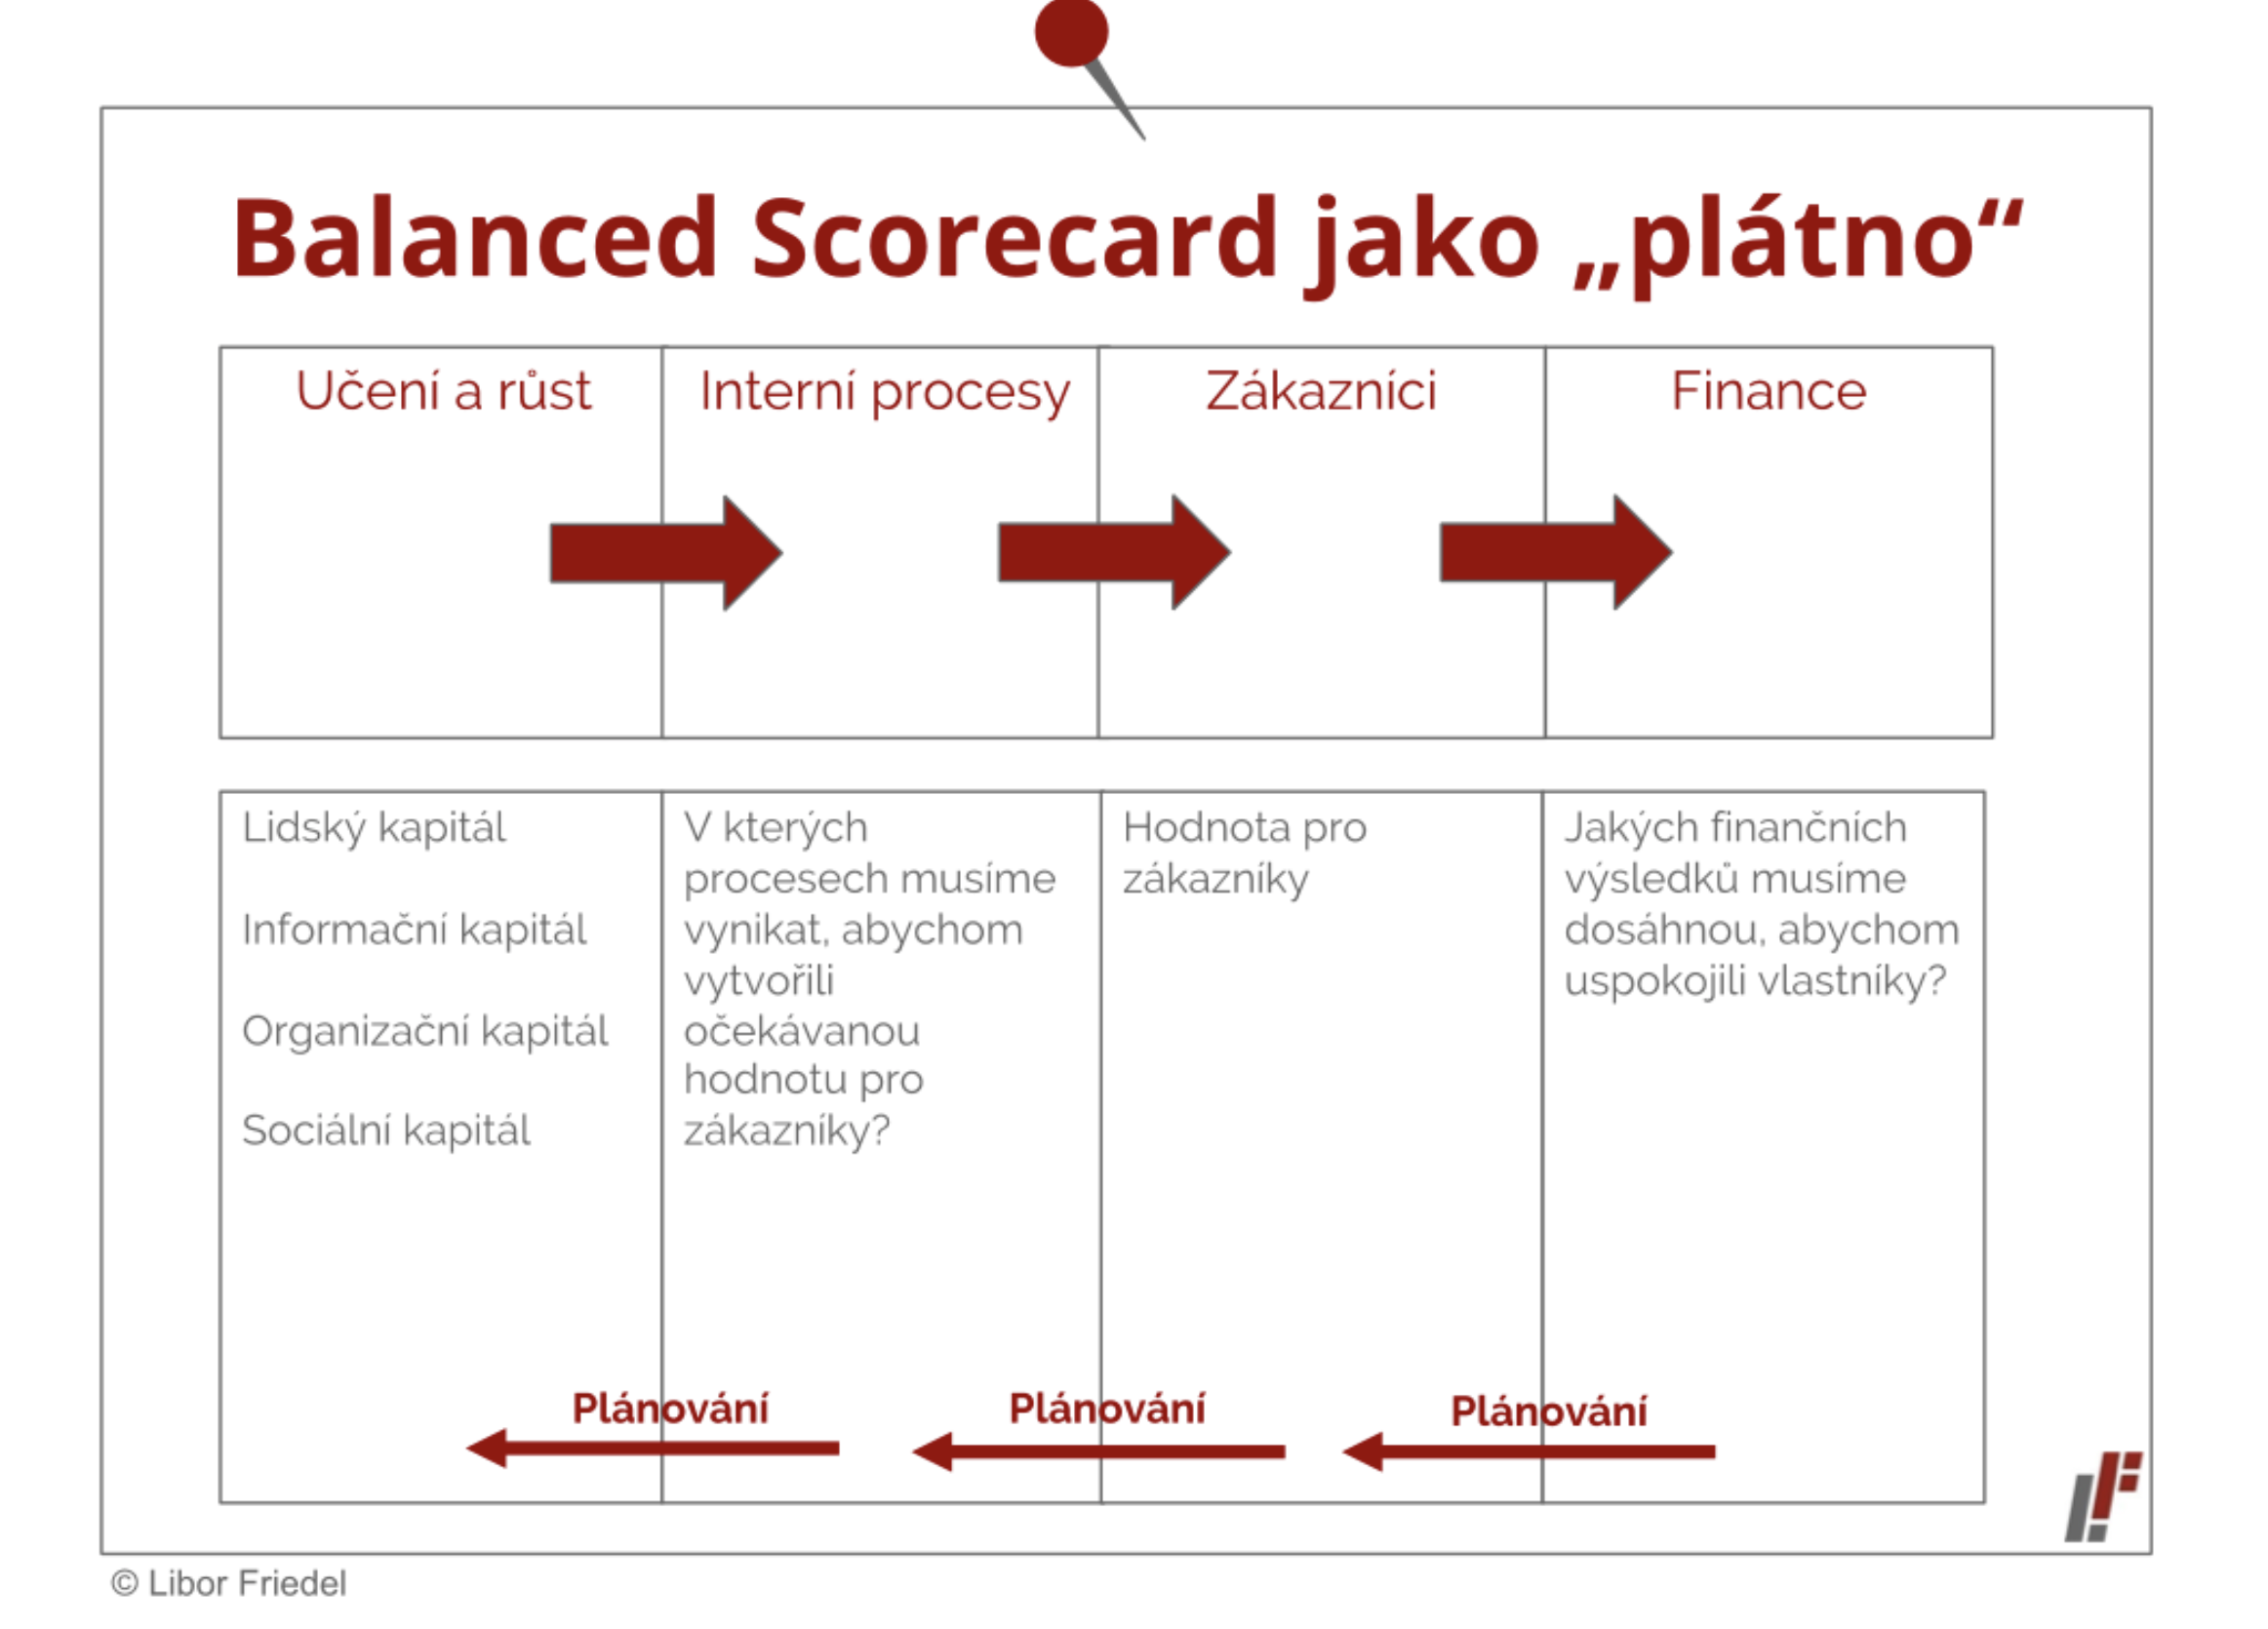 Balanced Scorecard jako „plátno“
Učení a růst
Interní procesy
Zákazníci
Finance
Lidský kapitál
Informační kapitál
Organizační kapitál
Sociální kapitál
V kterých
procesech musíme
vynikat, abychom
vytvořili
očekávanou
hodnotu pro
zákazníky?
Hodnota pro
zákazníky
Jakých finančních
výsledků musíme
dosáhnou, abychom
uspokojili vlastníky?
Plánování
Plánování
Plánování
© Libor Friedel